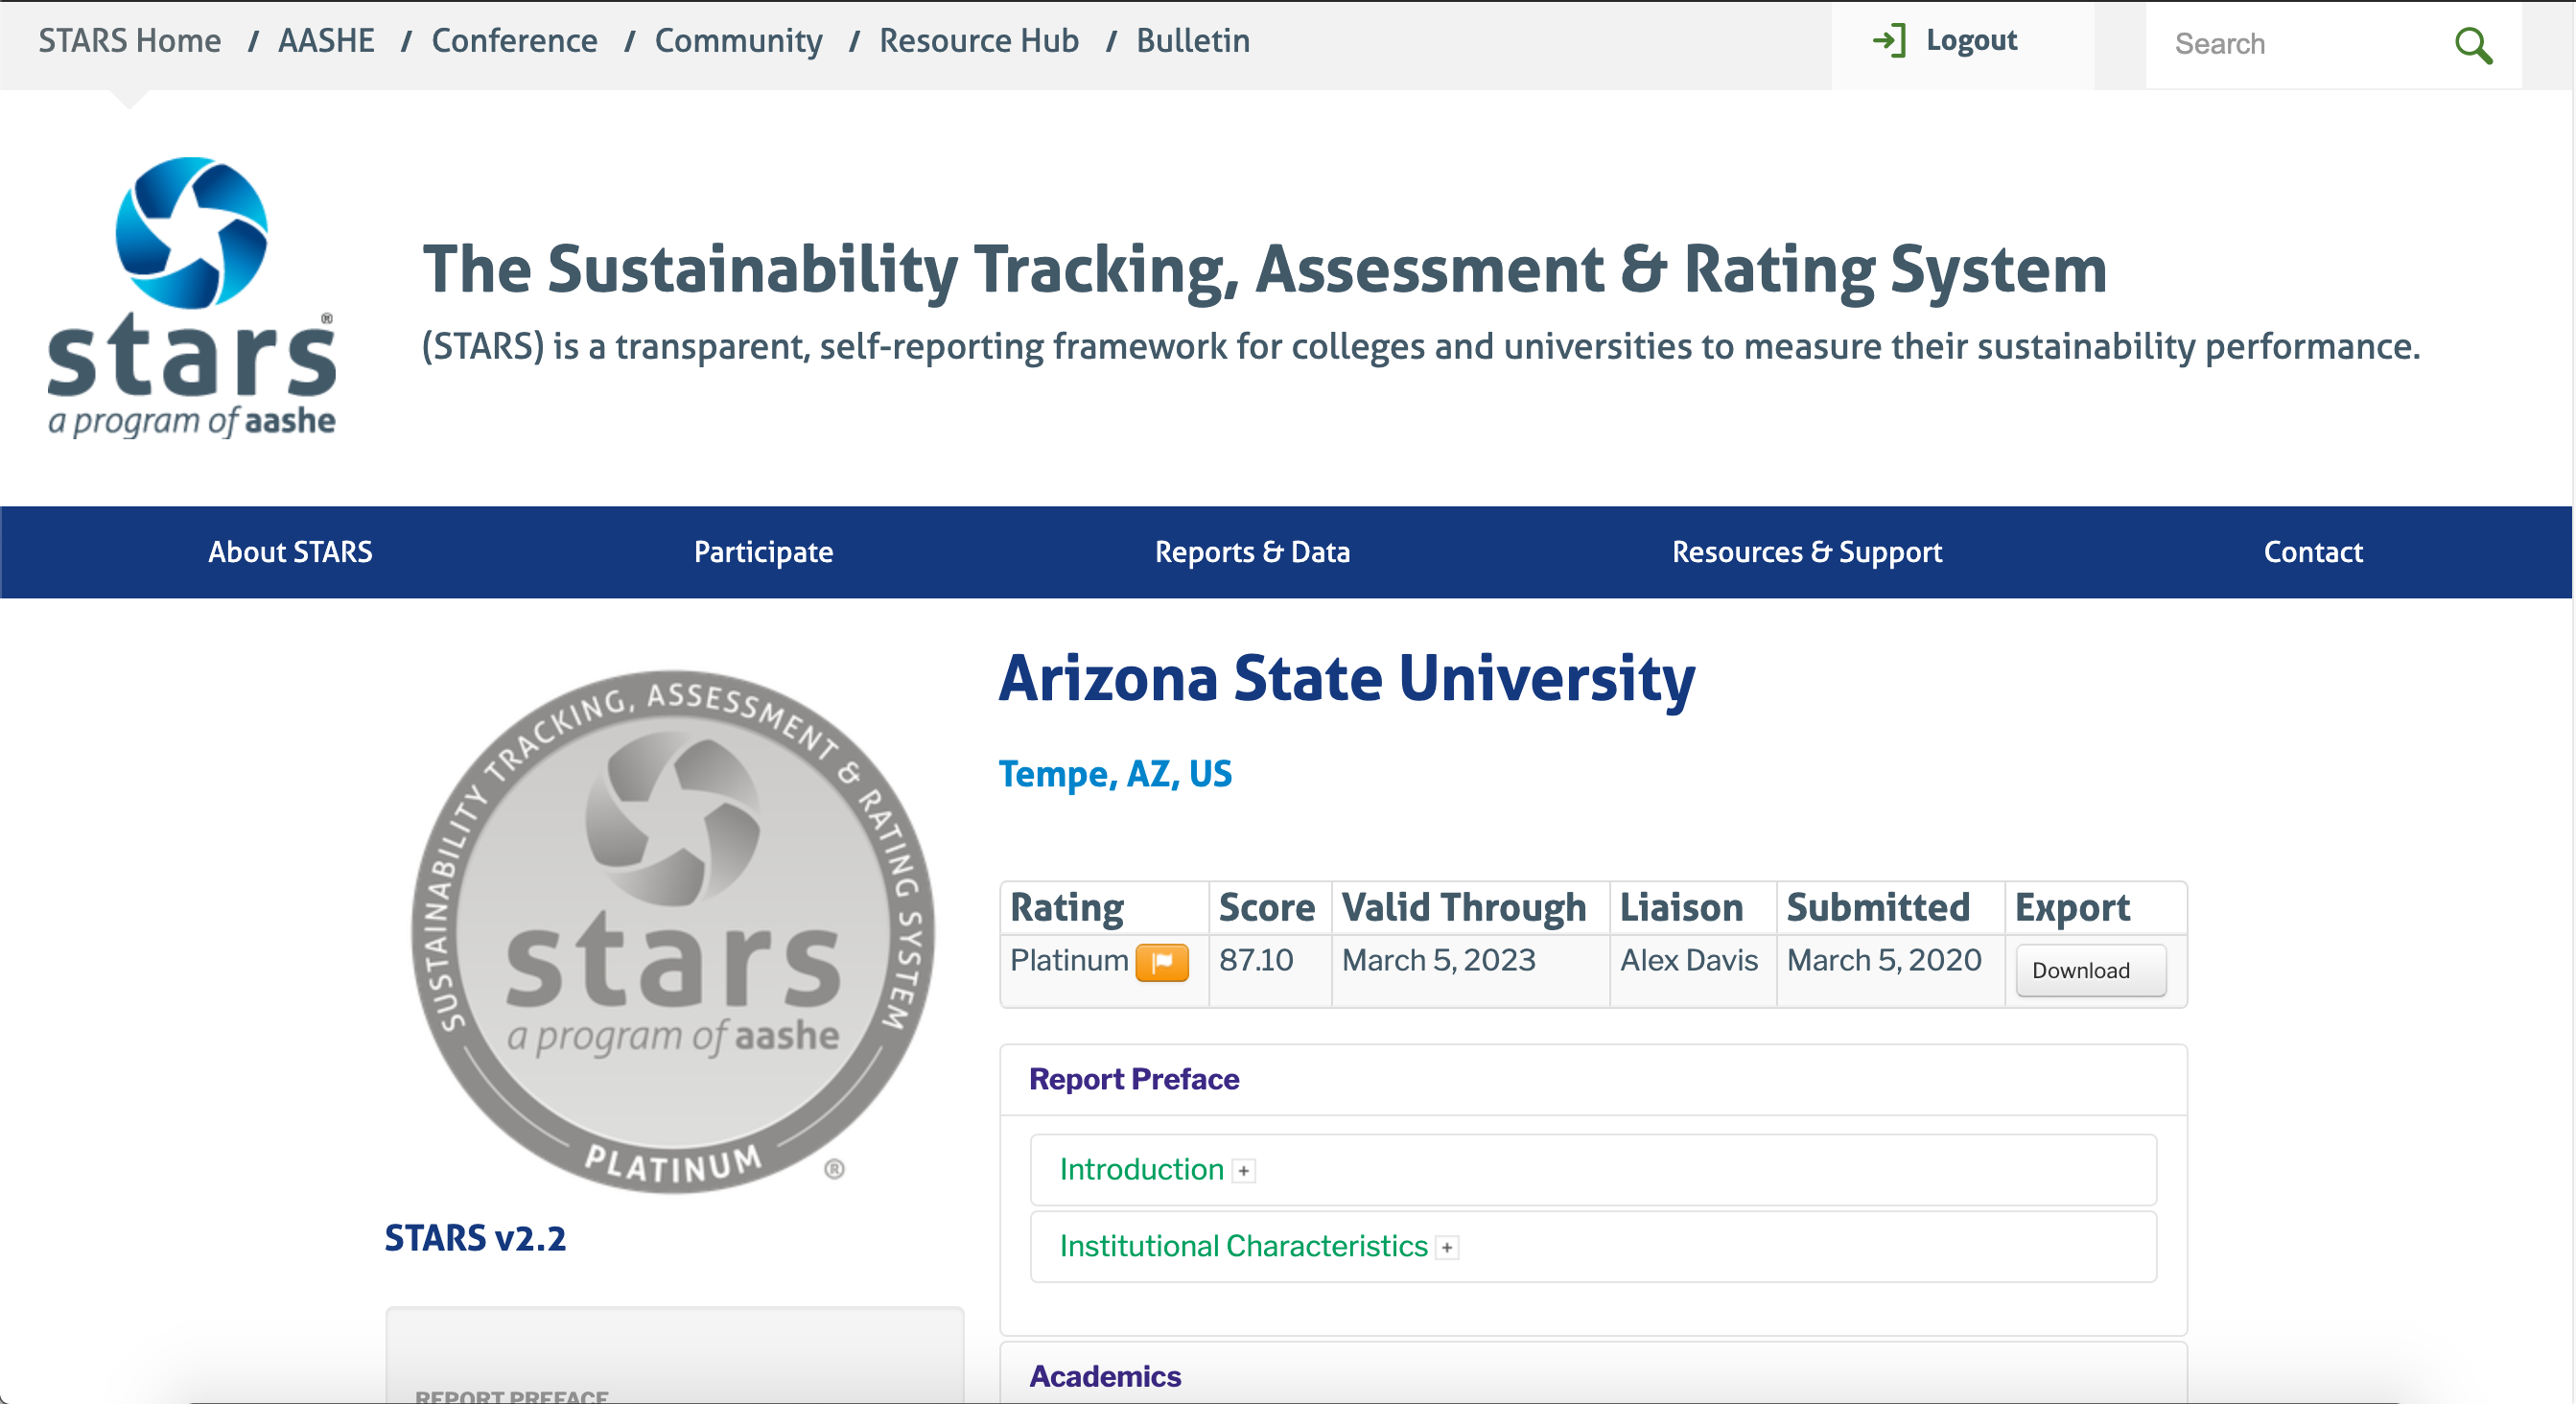 STARS Home / AASHE / Conference / Community / Resource Hub / Bulletin
Logout
Search
stars®
a program of aashe
The Sustainability Tracking, Assessment & Rating System
(STARS) is a transparent, self-reporting framework for colleges and universities to measure their sustainability performance.
About STARS Participate Reports & Data Resources & Support Contact
SUSTAINABILITY TRACKING, ASSESSMENT & RATING SYSTEM
stars
a program of aashe
PLATINUM ®
STARS v2.2
REPORT PREFACE
Arizona State University
Tempe, AZ, US
Rating Score Valid Through Liaison Submitted Export
Platinum 87.10 March 5, 2023 Alex Davis March 5, 2020 Download
Report Preface
Introduction +
Institutional Characteristics +
Academics